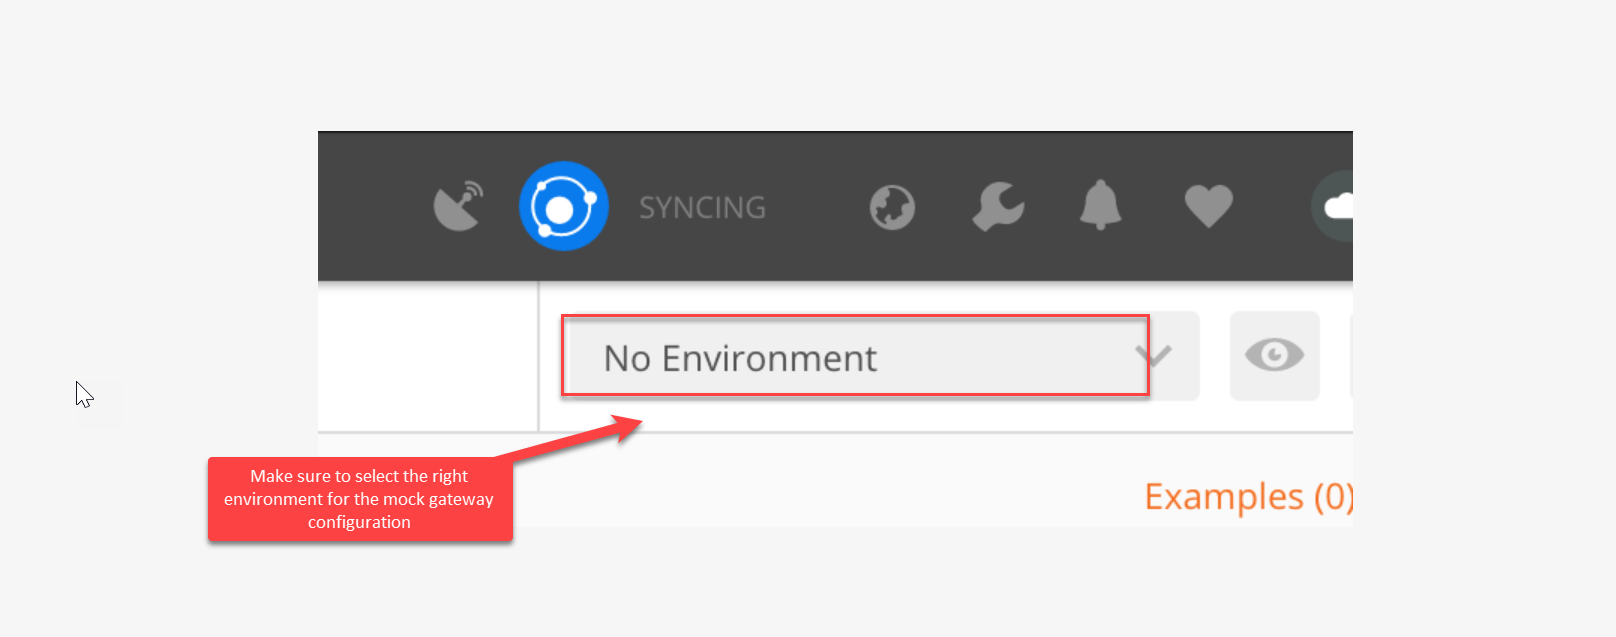 SYNCING
No Environment
Make sure to select the right
environment for the mock gateway
configuration
Examples (0)